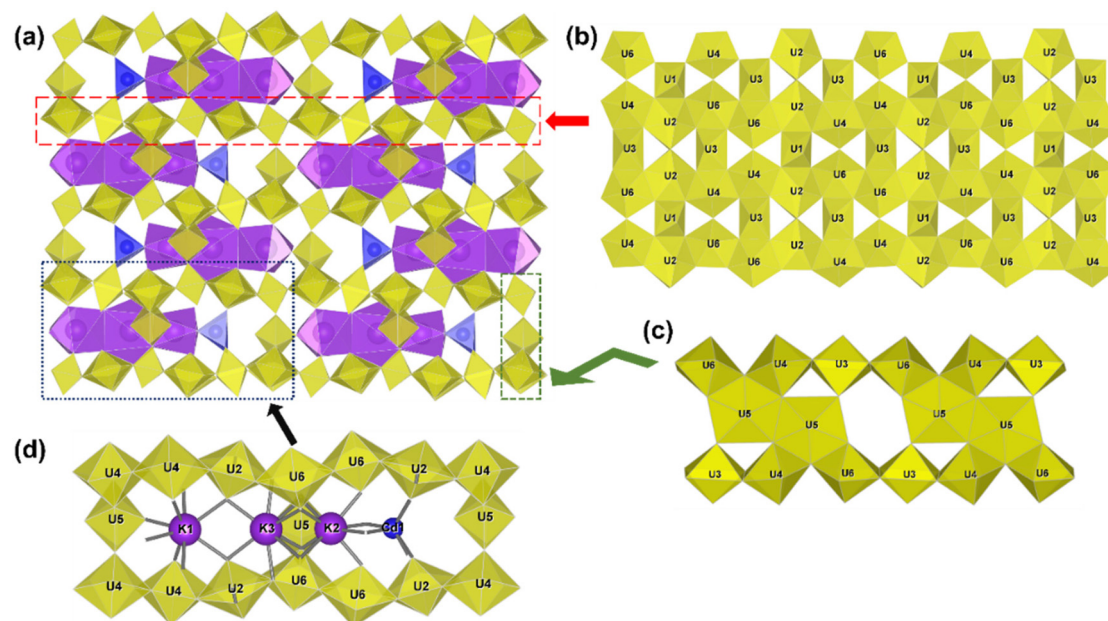 (a)
(b)
U6 U4 U2 U6 U4 U2
U1 U3 U3 U1 U3 U3
U4 U6 U2 U4 U6 U2
U2 U6 U4 U2 U6 U4
U3 U3 U1 U3 U3 U1
U2 U4 U6 U2 U4 U6
U6 U4 U2 U6 U4 U2
U1 U3 U3 U1 U3 U3
U4 U6 U2 U4 U6 U2
U2 U6 U4 U2 U6 U4
(c)
U6 U4 U3 U6 U4 U3
U5 U5
U5 U5
U3 U4 U6 U3 U4 U6
(d)
U4 U4 U2 U6 U6 U2 U4
U5 K1 K3 U5 K2 Cd1 U5
U4 U4 U2 U6 U6 U2 U4